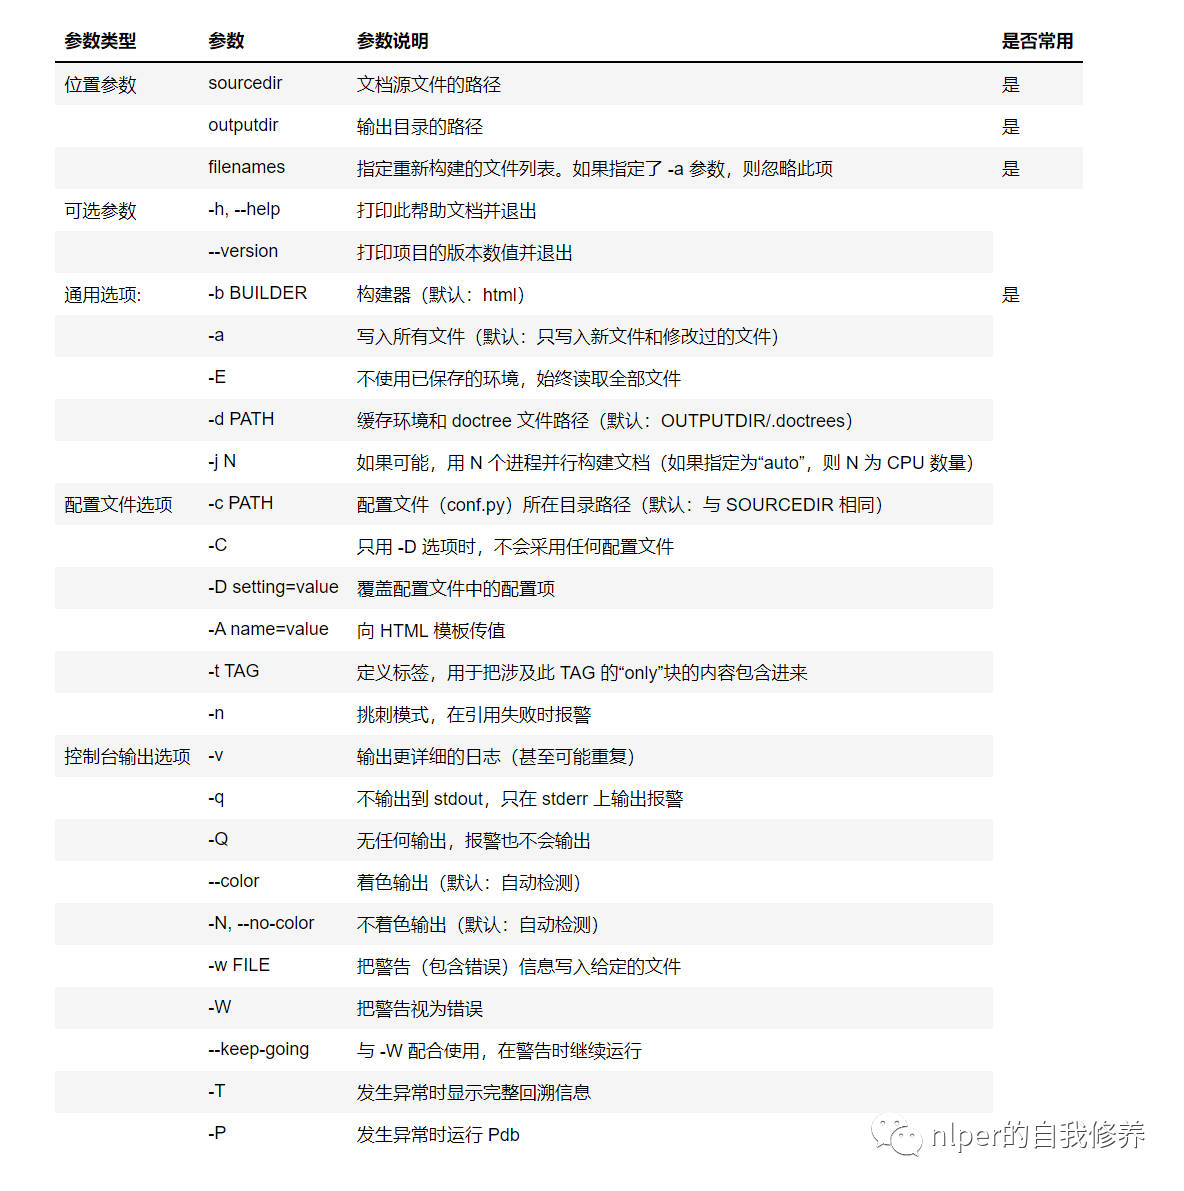 参数类型 参数 参数说明 是否常用
位置参数 sourcedir 文档源文件的路径 是
outputdir 输出目录的路径 是
filenames 指定重新构建的文件列表。如果指定了 -a 参数，则忽略此项 是
可选参数 -h, --help 打印此帮助文档并退出
--version 打印项目的版本数值并退出
通用选项: -b BUILDER 构建器（默认：html） 是
-a 写入所有文件（默认：只写入新文件和修改过的文件）
-E 不使用已保存的环境，始终读取全部文件
-d PATH 缓存环境和 doctree 文件路径（默认：OUTPUTDIR/.doctrees）
-j N 如果可能，用 N 个进程并行构建文档（如果指定为“auto”，则 N 为 CPU 数量）
配置文件选项 -c PATH 配置文件（conf.py）所在目录路径（默认：与 SOURCEDIR 相同）
-C 只用 -D 选项时，不会采用任何配置文件
-D setting=value 覆盖配置文件中的配置项
-A name=value 向 HTML 模板传值
-t TAG 定义标签，用于把涉及此 TAG 的“only”块的内容包含进来
-n 挑刺模式，在引用失败时报警
控制台输出选项 -v 输出更详细的日志（甚至可能重复）
-q 不输出到 stdout，只在 stderr 上输出报警
-Q 无任何输出，报警也不会输出
--color 着色输出（默认：自动检测）
-N, --no-color 不着色输出（默认：自动检测）
-w FILE 把警告（包含错误）信息写入给定的文件
-W 把警告视为错误
--keep-going 与 -W 配合使用，在警告时继续运行
-T 发生异常时显示完整回溯信息
-P 发生异常时运行 Pdb
nlper的自我修养